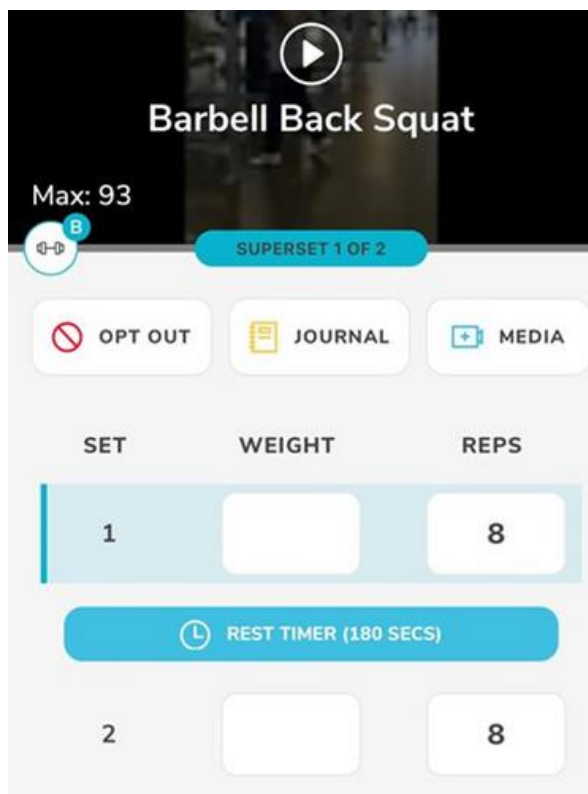 Barbell Back Squat
Max: 93
B
SUPERSET 1 OF 2
OPT OUT JOURNAL MEDIA
SET WEIGHT REPS
1 8
REST TIMER (180 SECS)
2 8